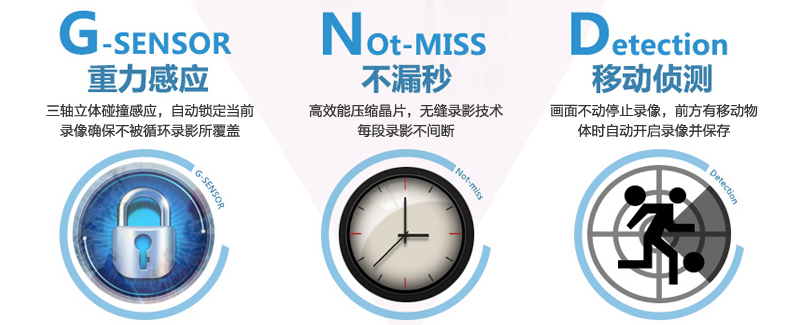 G-SENSOR
重力感应
三轴立体碰撞感应，自动锁定当前
录像确保不被循环录影所覆盖
G-SENSOR
NOt-MISS
不漏秒
高效能压缩晶片，无缝录影技术
每段录影不间断
Not-miss
Detection
移动侦测
画面不动停止录像，前方有移动物
体时自动开启录像并保存
Detection